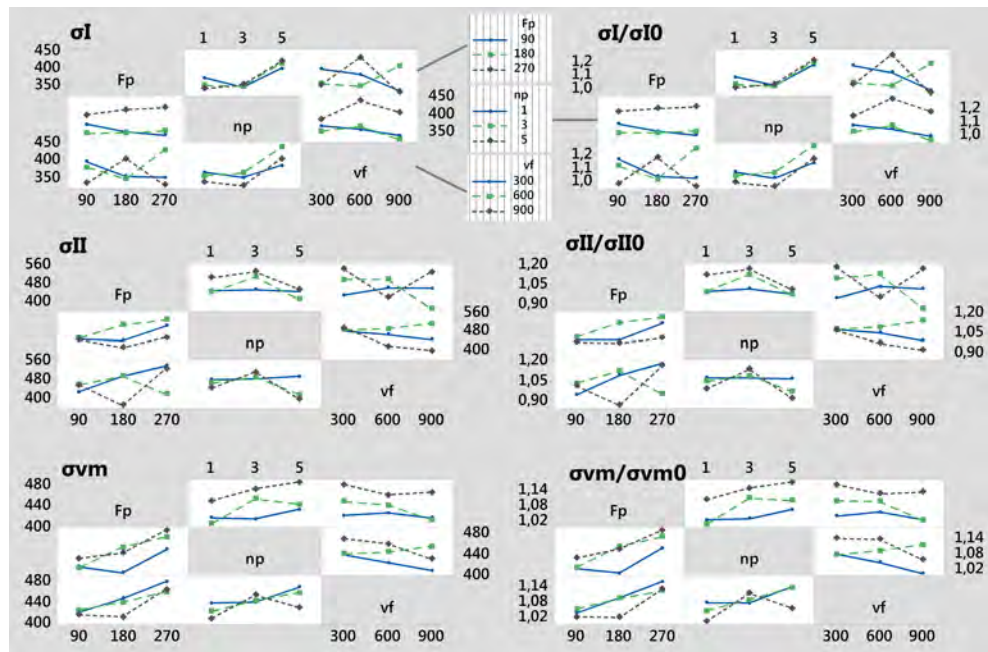 σI
σI/σI0
450
400
350
1 3 5
Fp
Fp
90
180
270
1 3 5
1,2
1,1
1,0
Fp
np
450
400
350
np
1
3
5
np
1,2
1,1
1,0
450
400
350
vf
vf
300
600
900
1,2
1,1
1,0
vf
90 180 270
300 600 900
90 180 270
300 600 900
σII
σII/σII0
560
480
400
1 3 5
Fp
1,20
1,05
0,90
1 3 5
Fp
np
560
480
400
np
1,20
1,05
0,90
560
480
400
vf
1,20
1,05
0,90
vf
90 180 270
300 600 900
90 180 270
300 600 900
σvm
σvm/σvm0
480
440
400
1 3 5
Fp
1,14
1,08
1,02
1 3 5
Fp
np
480
440
400
np
1,14
1,08
1,02
480
440
400
vf
1,14
1,08
1,02
vf
90 180 270
300 600 900
90 180 270
300 600 900